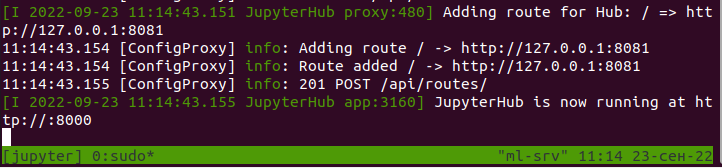 [I 2022-09-23 11:14:43.151 JupyterHub proxy:480] Adding route for Hub: / => htt
p://127.0.0.1:8081
11:14:43.154 [ConfigProxy] info: Adding route / -> http://127.0.0.1:8081
11:14:43.154 [ConfigProxy] info: Route added / -> http://127.0.0.1:8081
11:14:43.155 [ConfigProxy] info: 201 POST /api/routes/
[I 2022-09-23 11:14:43.155 JupyterHub app:3160] JupyterHub is now running at ht
tp://:8000
[jupyter] 0:sudo* "ml-srv" 11:14 23-сен-22